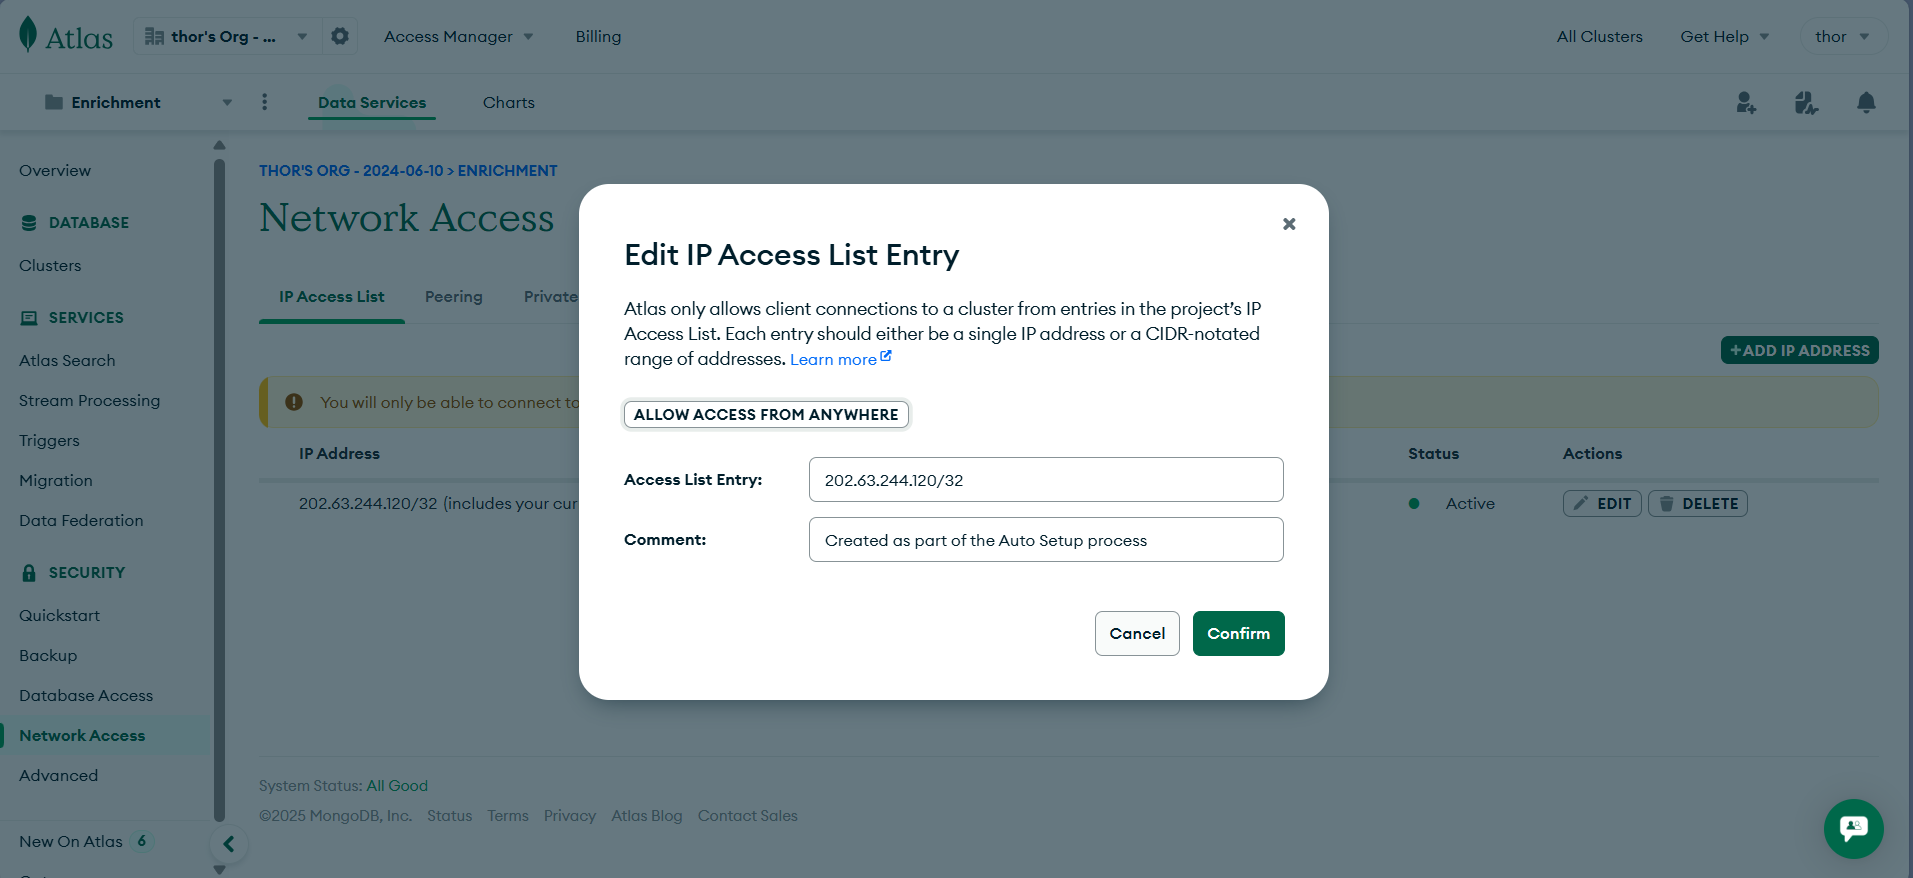 Atlas
thor's Org - ...
Access Manager
Billing
All Clusters
Get Help
thor
Enrichment
Data Services
Charts
Overview
DATABASE
Clusters
SERVICES
Atlas Search
Stream Processing
Triggers
Migration
Data Federation
SECURITY
Quickstart
Backup
Database Access
Network Access
Advanced
New On Atlas 6
THOR'S ORG - 2024-06-10 > ENRICHMENT
Network Access
IP Access List
Peering
Private
+ADD IP ADDRESS
You will only be able to connect to
IP Address
Status
Actions
202.63.244.120/32 (includes your cur
Active
EDIT
DELETE
Edit IP Access List Entry
Atlas only allows client connections to a cluster from entries in the project’s IP
Access List. Each entry should either be a single IP address or a CIDR-notated
range of addresses. Learn more
ALLOW ACCESS FROM ANYWHERE
Access List Entry:
202.63.244.120/32
Comment:
Created as part of the Auto Setup process
Cancel
Confirm
System Status: All Good
©2025 MongoDB, Inc. Status Terms Privacy Atlas Blog Contact Sales